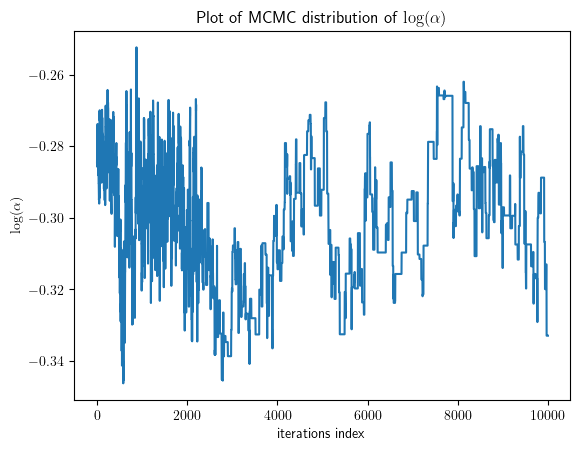 Plot of MCMC distribution of log(α)
−0.26
−0.28
−0.30
−0.32
−0.34
log(α)
0 2000 4000 6000 8000 10000
iterations index